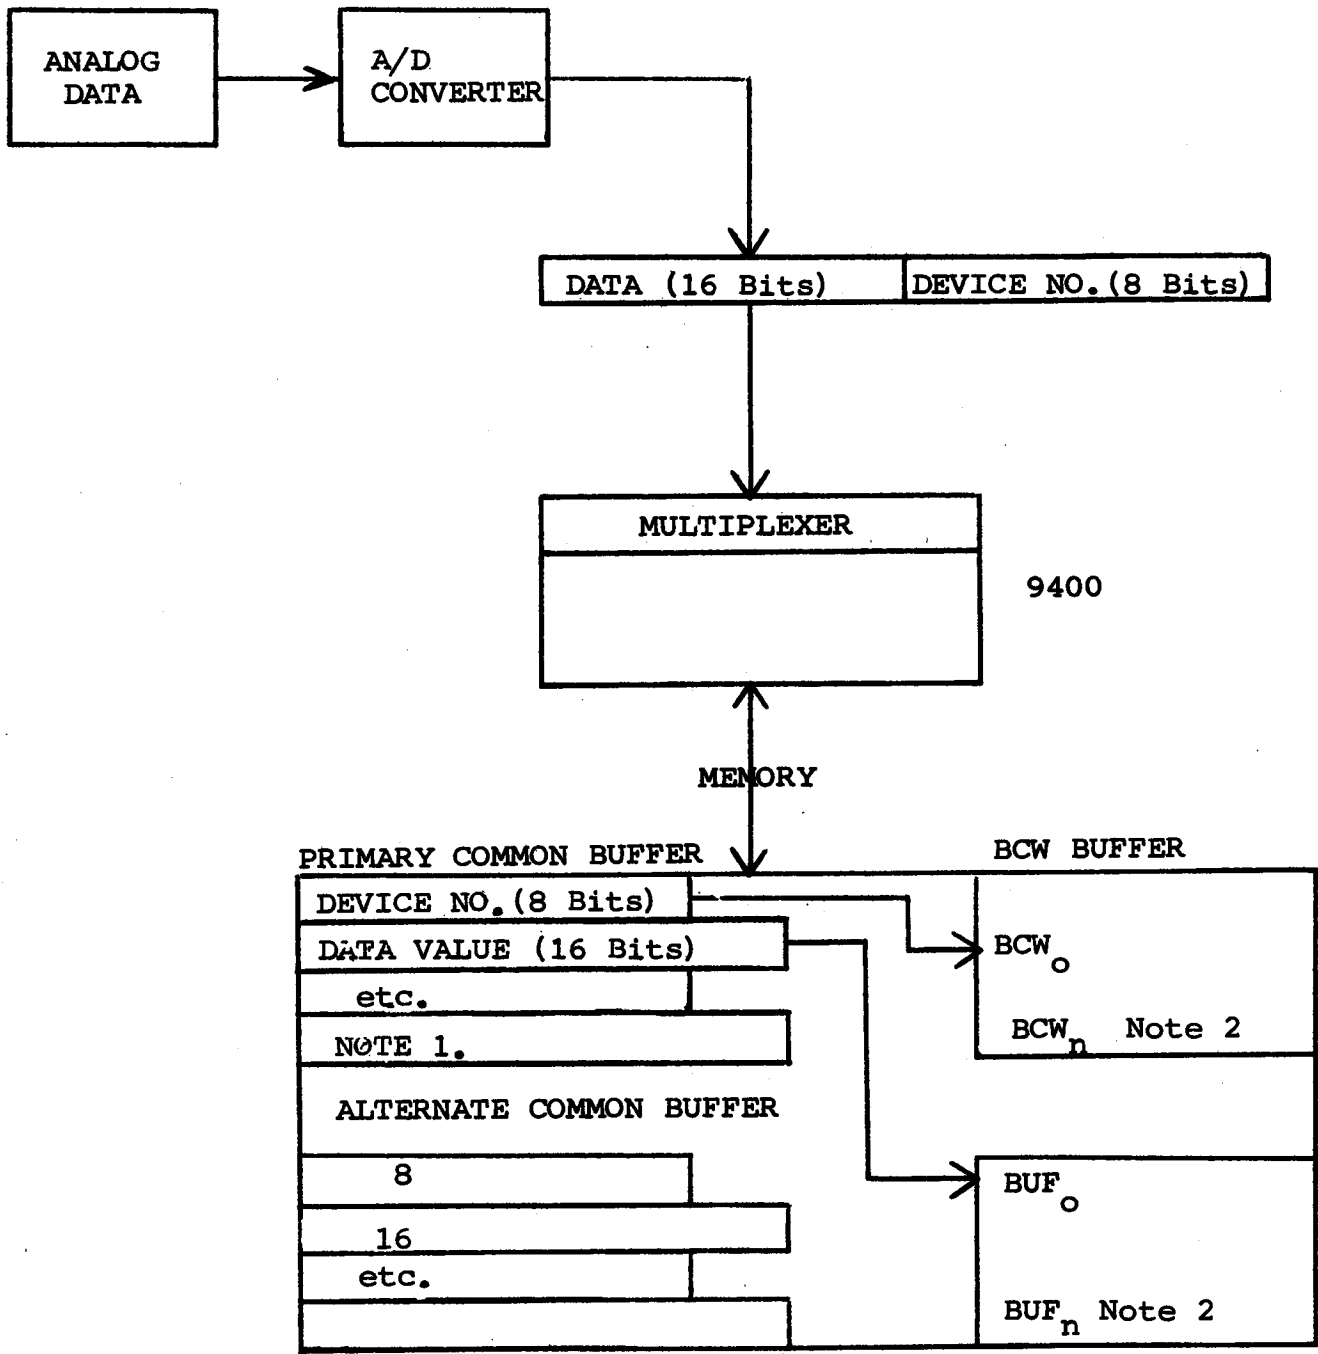 ANALOG
DATA
A/D
CONVERTER
DATA (16 Bits)
DEVICE NO.(8 Bits)
MULTIPLEXER
9400
MEMORY
PRIMARY COMMON BUFFER
BCW BUFFER
DEVICE NO.(8 Bits)
DATA VALUE (16 Bits)
BCWo
etc.
BCWn Note 2
NOTE 1.
ALTERNATE COMMON BUFFER
8
BUFo
16
etc.
BUFn Note 2